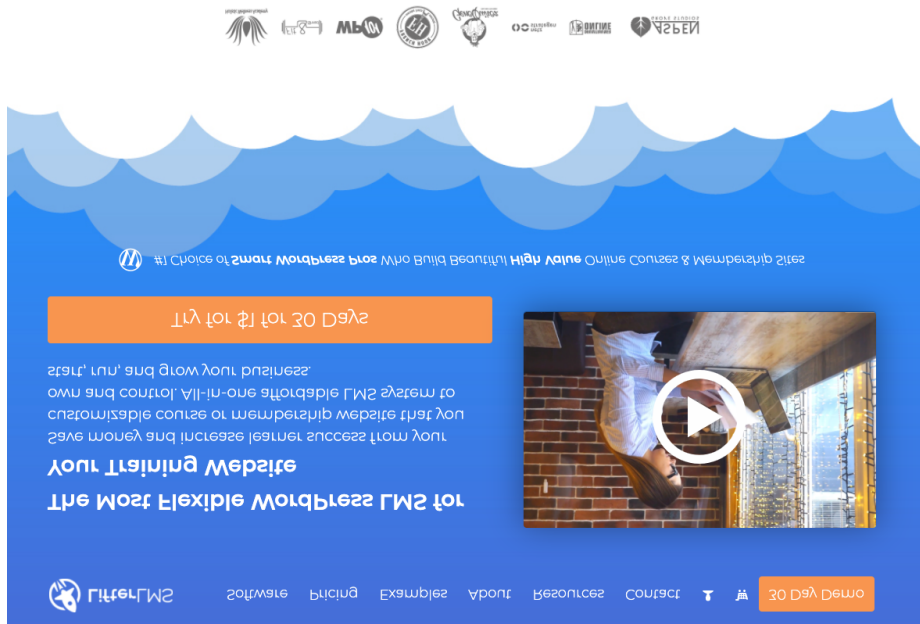 LifterLMS
Software
Pricing
Examples
About
Resources
Contact
30 Day Demo
The Most Flexible WordPress LMS for
Your Training Website
Save money and increase learner success from your
customizable course or membership website that you
own and control. All-in-one affordable LMS system to
start, run, and grow your business.
Try for $1 for 30 Days
#1 Choice of Smart WordPress Pros Who Build Beautiful High Value Online Courses & Membership Sites
WP101
EH
ONLINE
ASPEN